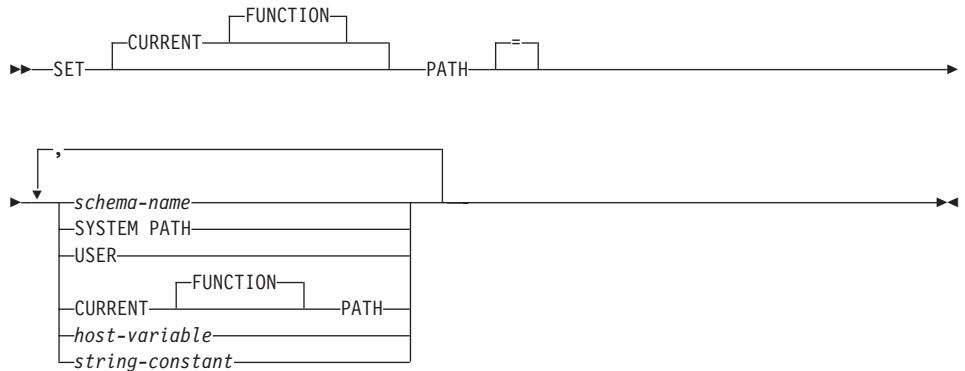 FUNCTION
CURRENT
SET PATH =
,
schema-name
SYSTEM PATH
USER
FUNCTION
CURRENT PATH
host-variable
string-constant